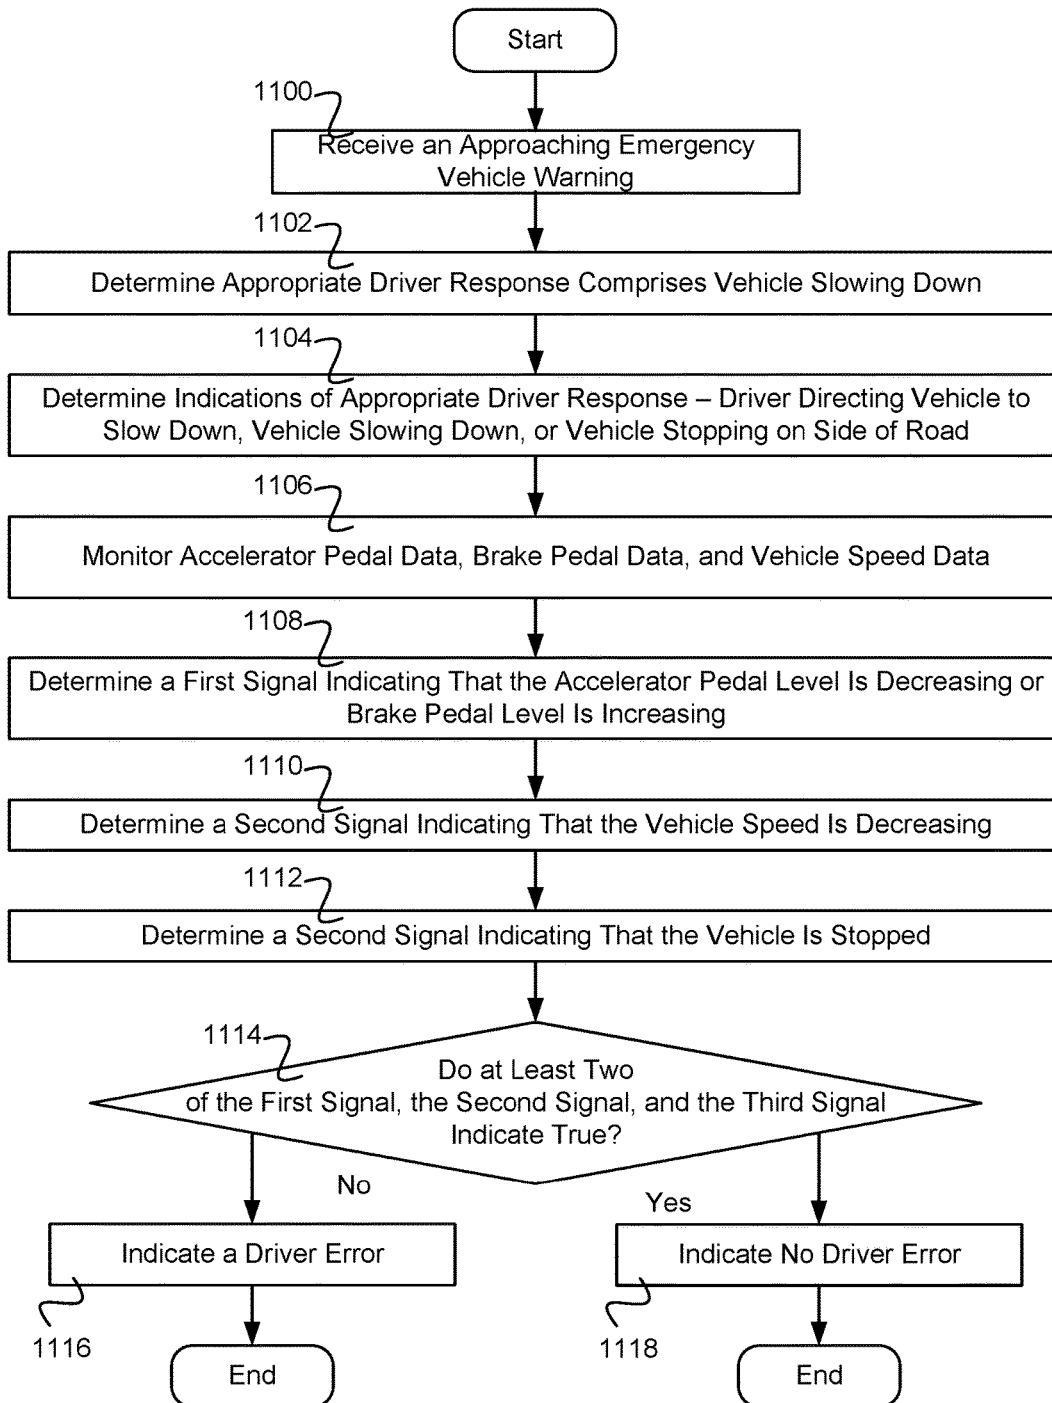 Start
1100
Receive an Approaching Emergency
Vehicle Warning
1102
Determine Appropriate Driver Response Comprises Vehicle Slowing Down
1104
Determine Indications of Appropriate Driver Response – Driver Directing Vehicle to
Slow Down, Vehicle Slowing Down, or Vehicle Stopping on Side of Road
1106
Monitor Accelerator Pedal Data, Brake Pedal Data, and Vehicle Speed Data
1108
Determine a First Signal Indicating That the Accelerator Pedal Level Is Decreasing or
Brake Pedal Level Is Increasing
1110
Determine a Second Signal Indicating That the Vehicle Speed Is Decreasing
1112
Determine a Second Signal Indicating That the Vehicle Is Stopped
1114
Do at Least Two
of the First Signal, the Second Signal, and the Third Signal
Indicate True?
No
Yes
Indicate a Driver Error
Indicate No Driver Error
1116
1118
End
End